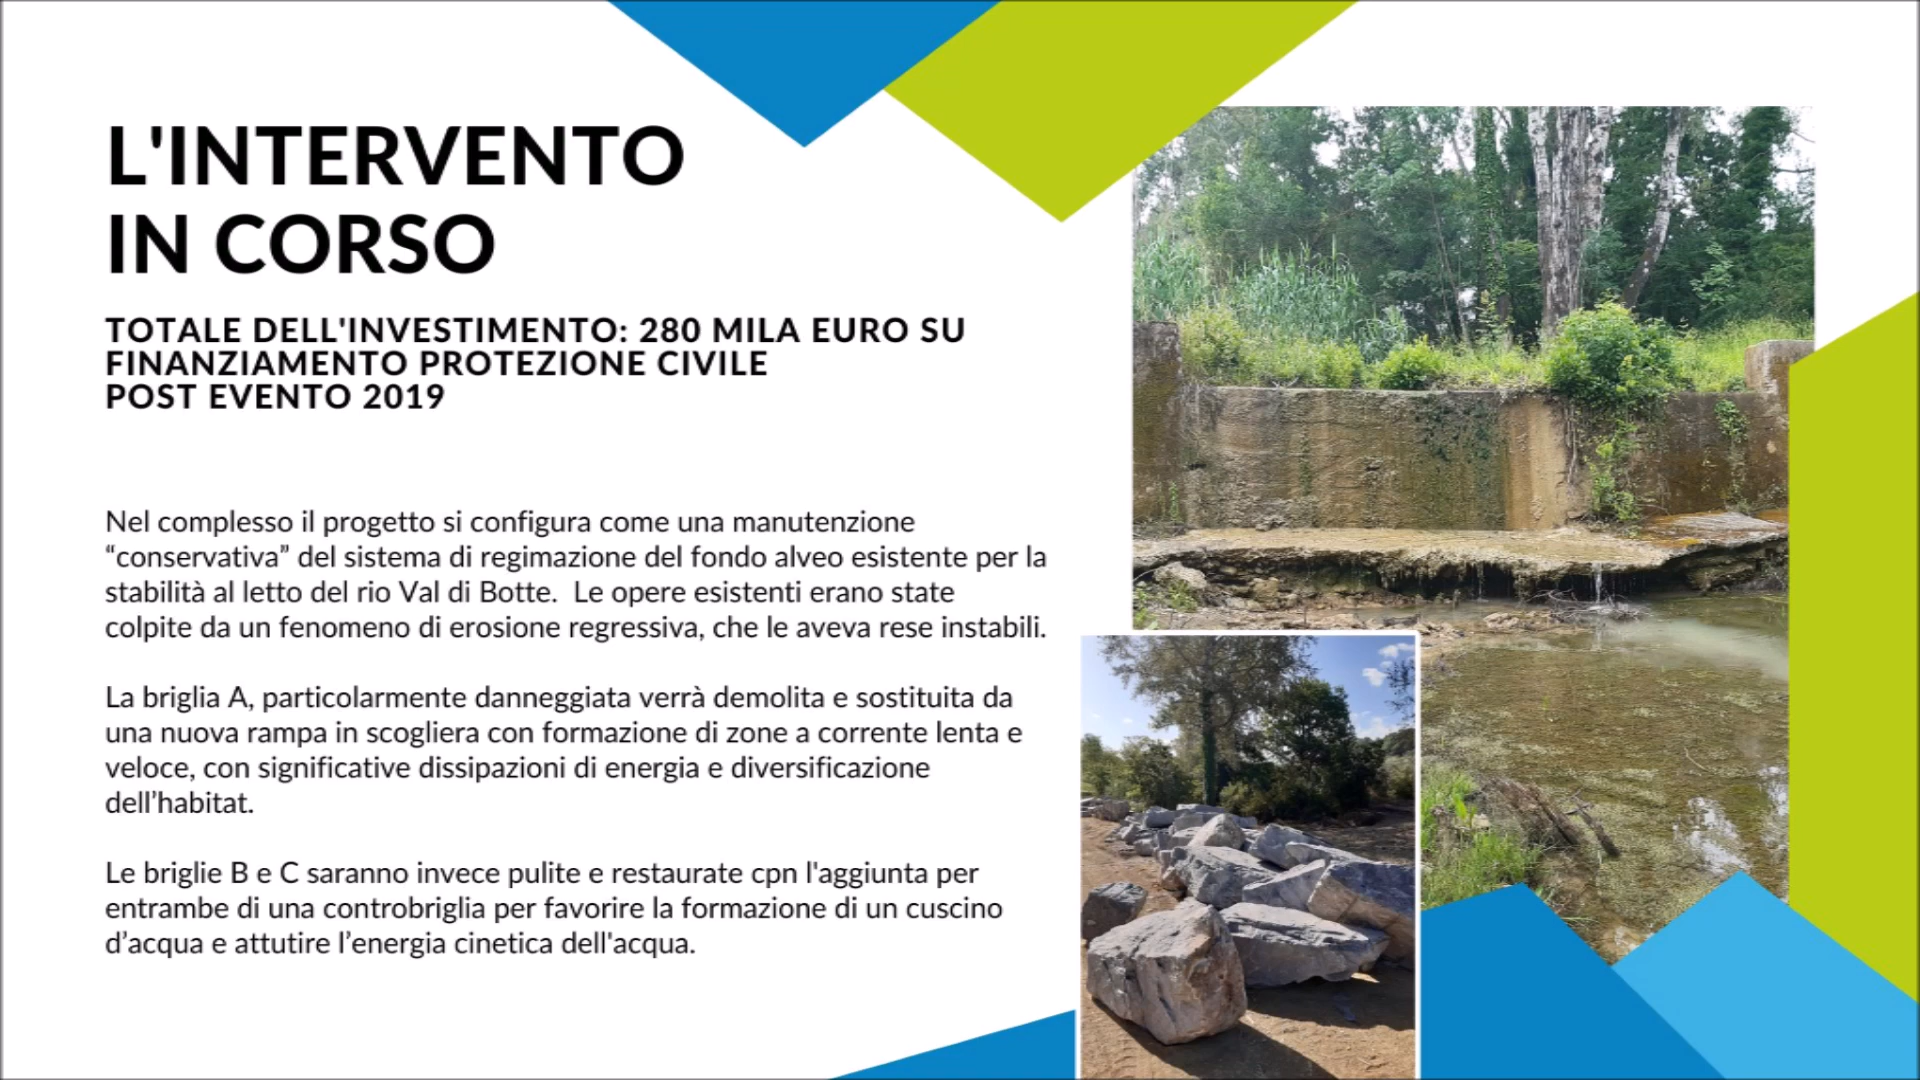 L'INTERVENTO
IN CORSO
TOTALE DELL'INVESTIMENTO: 280 MILA EURO SU
FINANZIAMENTO PROTEZIONE CIVILE
POST EVENTO 2019
Nel complesso il progetto si configura come una manutenzione
“conservativa” del sistema di regimazione del fondo alveo esistente per la
stabilità al letto del rio Val di Botte.  Le opere esistenti erano state
colpite da un fenomeno di erosione regressiva, che le aveva rese instabili.
La briglia A, particolarmente danneggiata verrà demolita e sostituita da
una nuova rampa in scogliera con formazione di zone a corrente lenta e
veloce, con significative dissipazioni di energia e diversificazione
dell’habitat.
Le briglie B e C saranno invece pulite e restaurate cpn l'aggiunta per
entrambe di una controbriglia per favorire la formazione di un cuscino
d’acqua e attutire l’energia cinetica dell'acqua.